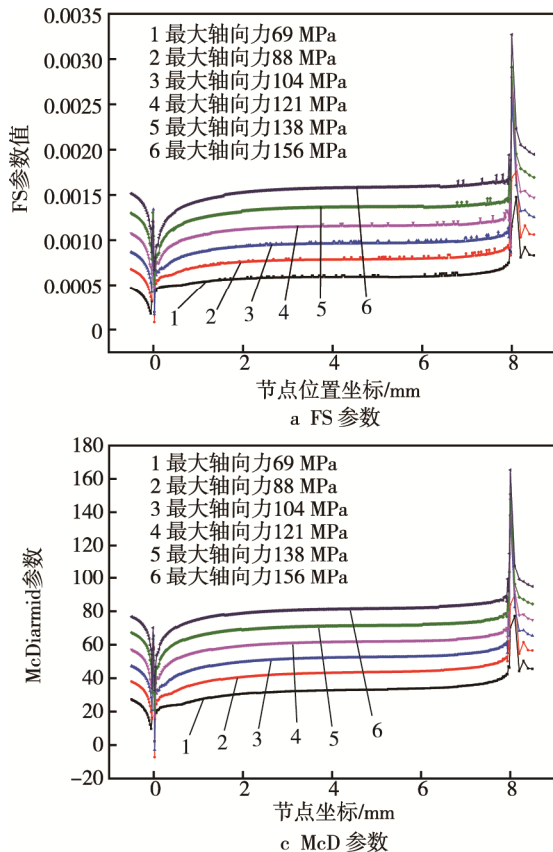 0.0035
0.0030
0.0025
0.0020
0.0015
0.0010
0.0005
0
FS参数值
1 最大轴向力69 MPa
2 最大轴向力88 MPa
3 最大轴向力104 MPa
4 最大轴向力121 MPa
5 最大轴向力138 MPa
6 最大轴向力156 MPa
1 2 3 4 5 6
0 2 4 6 8
节点位置坐标/mm
a FS 参数
180
160
140
120
100
80
60
40
20
0
−20
McDiarmid参数
1 最大轴向力69 MPa
2 最大轴向力88 MPa
3 最大轴向力104 MPa
4 最大轴向力121 MPa
5 最大轴向力138 MPa
6 最大轴向力156 MPa
1 2 3 4 5 6
0 2 4 6 8
节点坐标/mm
c McD 参数